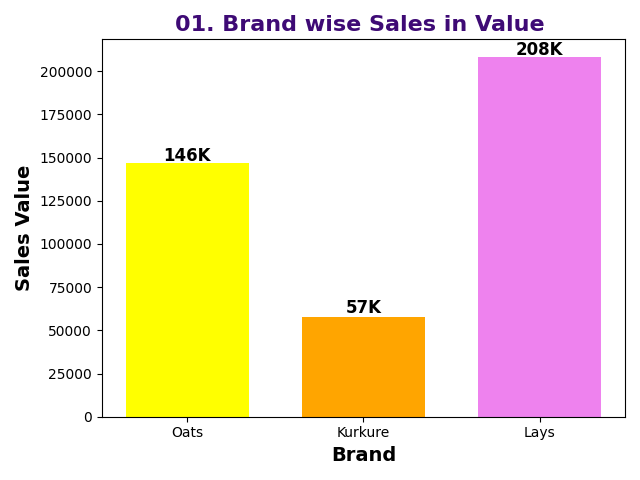 01. Brand wise Sales in Value
208K
200000
175000
146K
150000
125000
100000
75000
57K
50000
25000
0
Sales Value
Oats Kurkure Lays
Brand